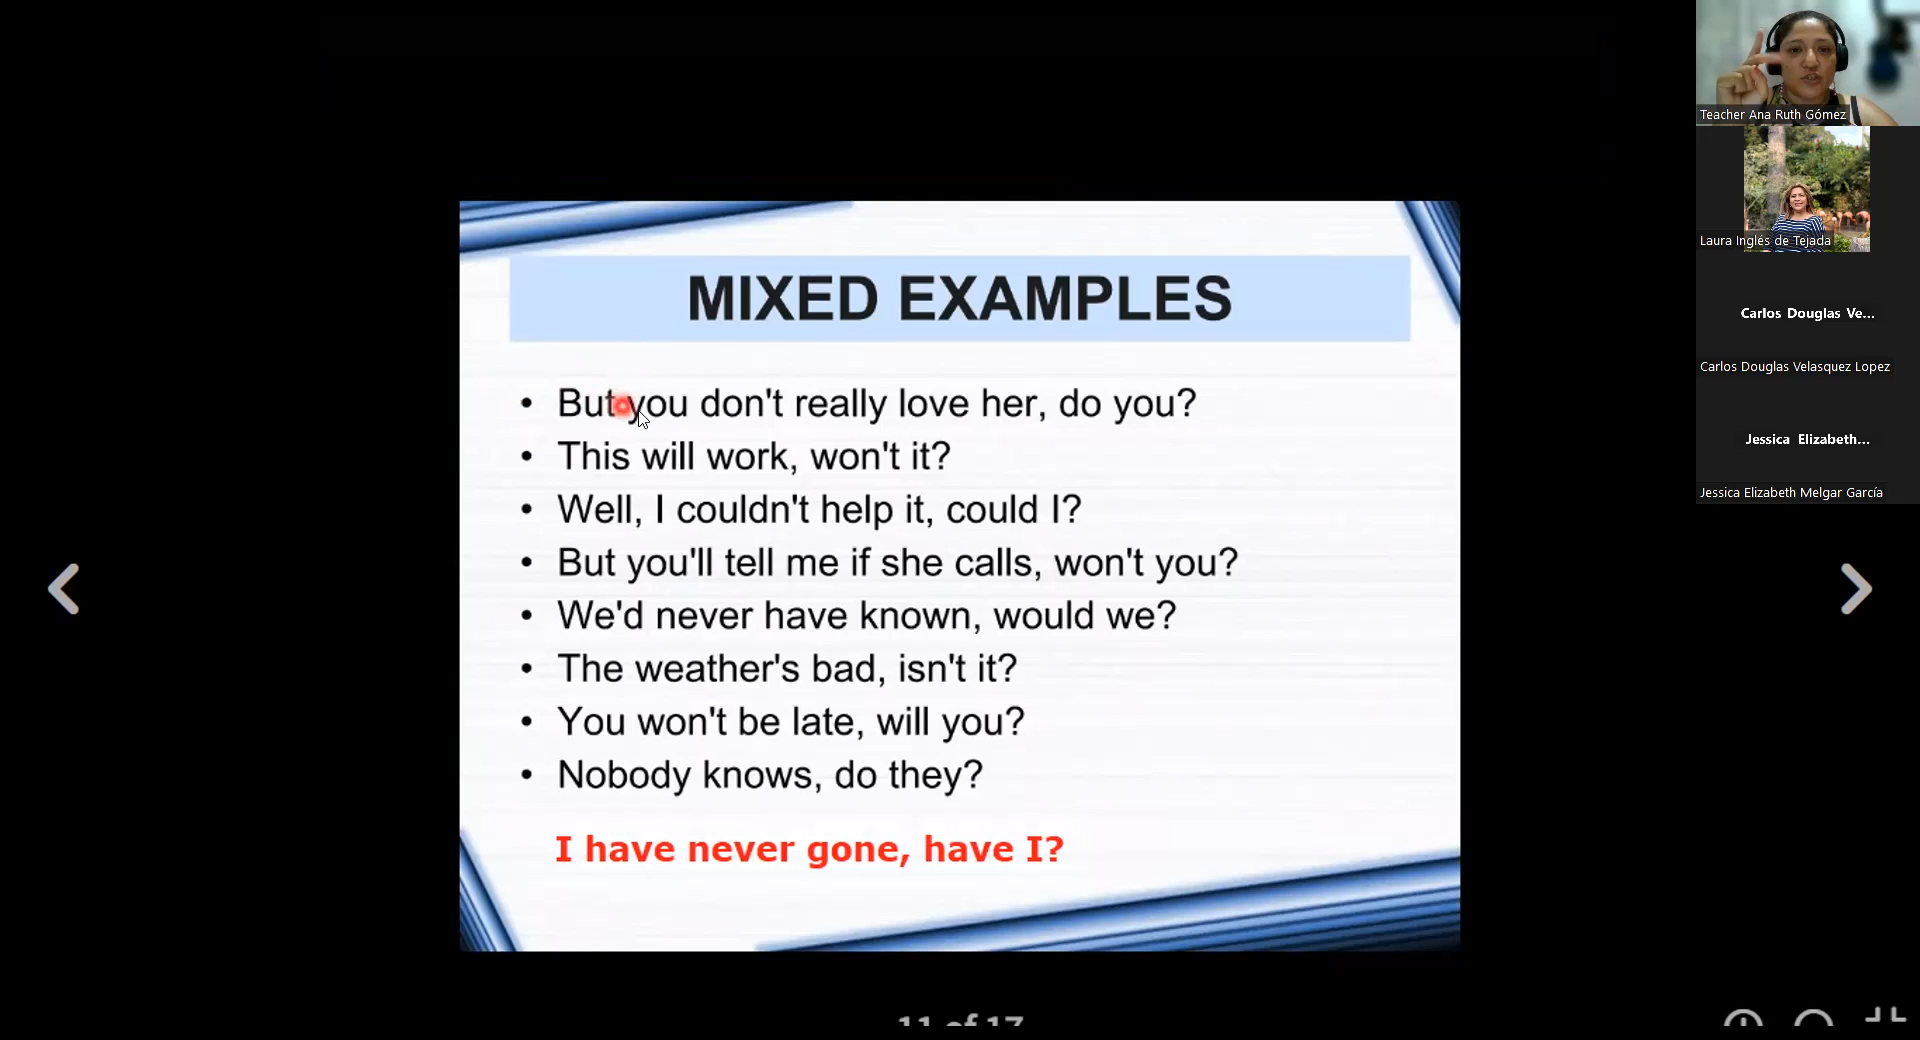 MIXED EXAMPLES
• But you don't really love her, do you?
• This will work, won't it?
• Well, I couldn't help it, could I?
• But you'll tell me if she calls, won't you?
• We'd never have known, would we?
• The weather's bad, isn't it?
• You won't be late, will you?
• Nobody knows, do they?
I have never gone, have I?
11 of 17
Teacher Ana Ruth Gómez
Laura Inglés de Tejada
Carlos Douglas Ve...
Carlos Douglas Velasquez Lopez
Jessica Elizabeth...
Jessica Elizabeth Melgar García